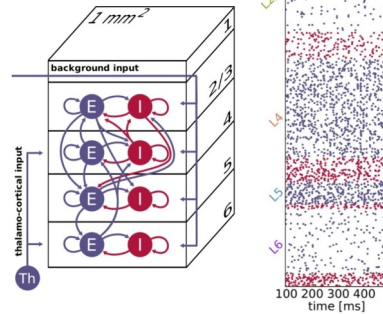 1 mm²
1
background input
2/3
E
I
4
E
I
5
E
I
6
E
I
thalamo-cortical input
Th
L4
L5
L6
100 200 300 400
time [ms]